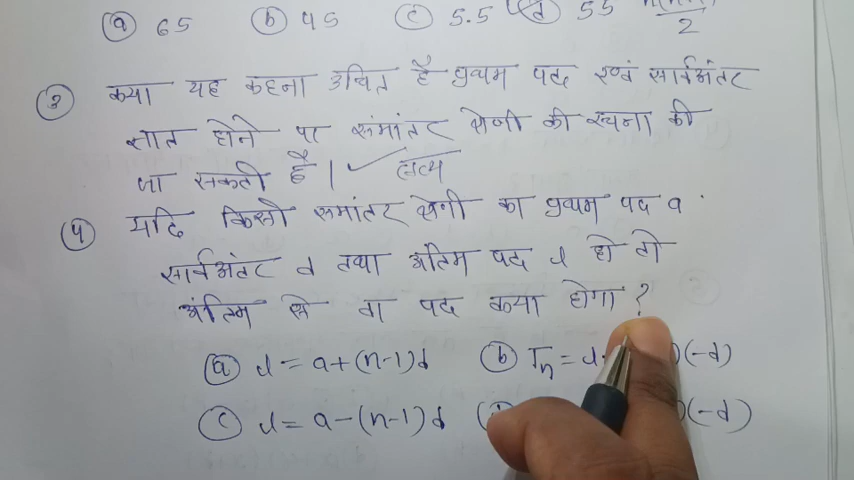 (a) 65 (b) 45 (c) 5.5 (d) 55
2
(3) क्या यह कहना उचित है प्रथम पद एवं सार्वअंतर
ज्ञात होने पर समांतर श्रेणी की रचना की
जा सकती है। ✓ सत्य
(4) यदि किसी समांतर श्रेणी का प्रथम पद a
सार्वअंतर d तथा अंतिम पद l हो तो
अंतिम से वा पद क्या होगा ?
(a) l = a+(n-1)d (b) Tn = l )(-d)
(c) l = a-(n-1)d )(-d)